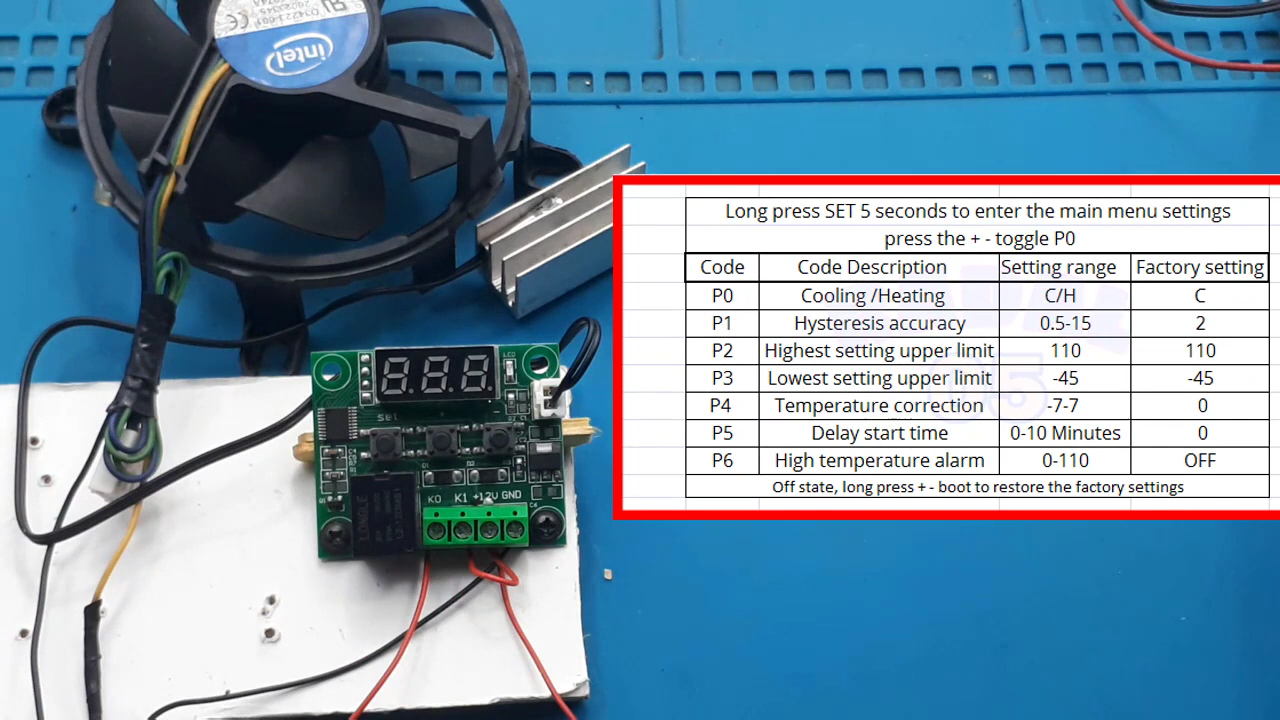 intel
Long press SET 5 seconds to enter the main menu settings
press the + - toggle P0
Code Code Description Setting range Factory setting
P0 Cooling /Heating C/H C
P1 Hysteresis accuracy 0.5-15 2
P2 Highest setting upper limit 110 110
P3 Lowest setting upper limit -45 -45
P4 Temperature correction -7-7 0
P5 Delay start time 0-10 Minutes 0
P6 High temperature alarm 0-110 OFF
Off state, long press + - boot to restore the factory settings
LED
K0 K1 +12V GND